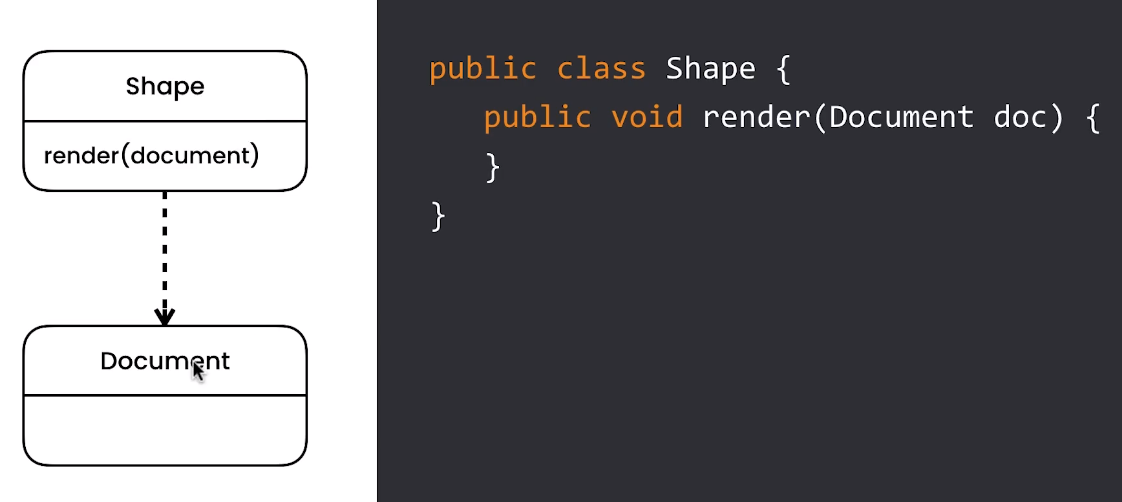 Shape
render(document)
Document
public class Shape {
public void render(Document doc) {
}
}